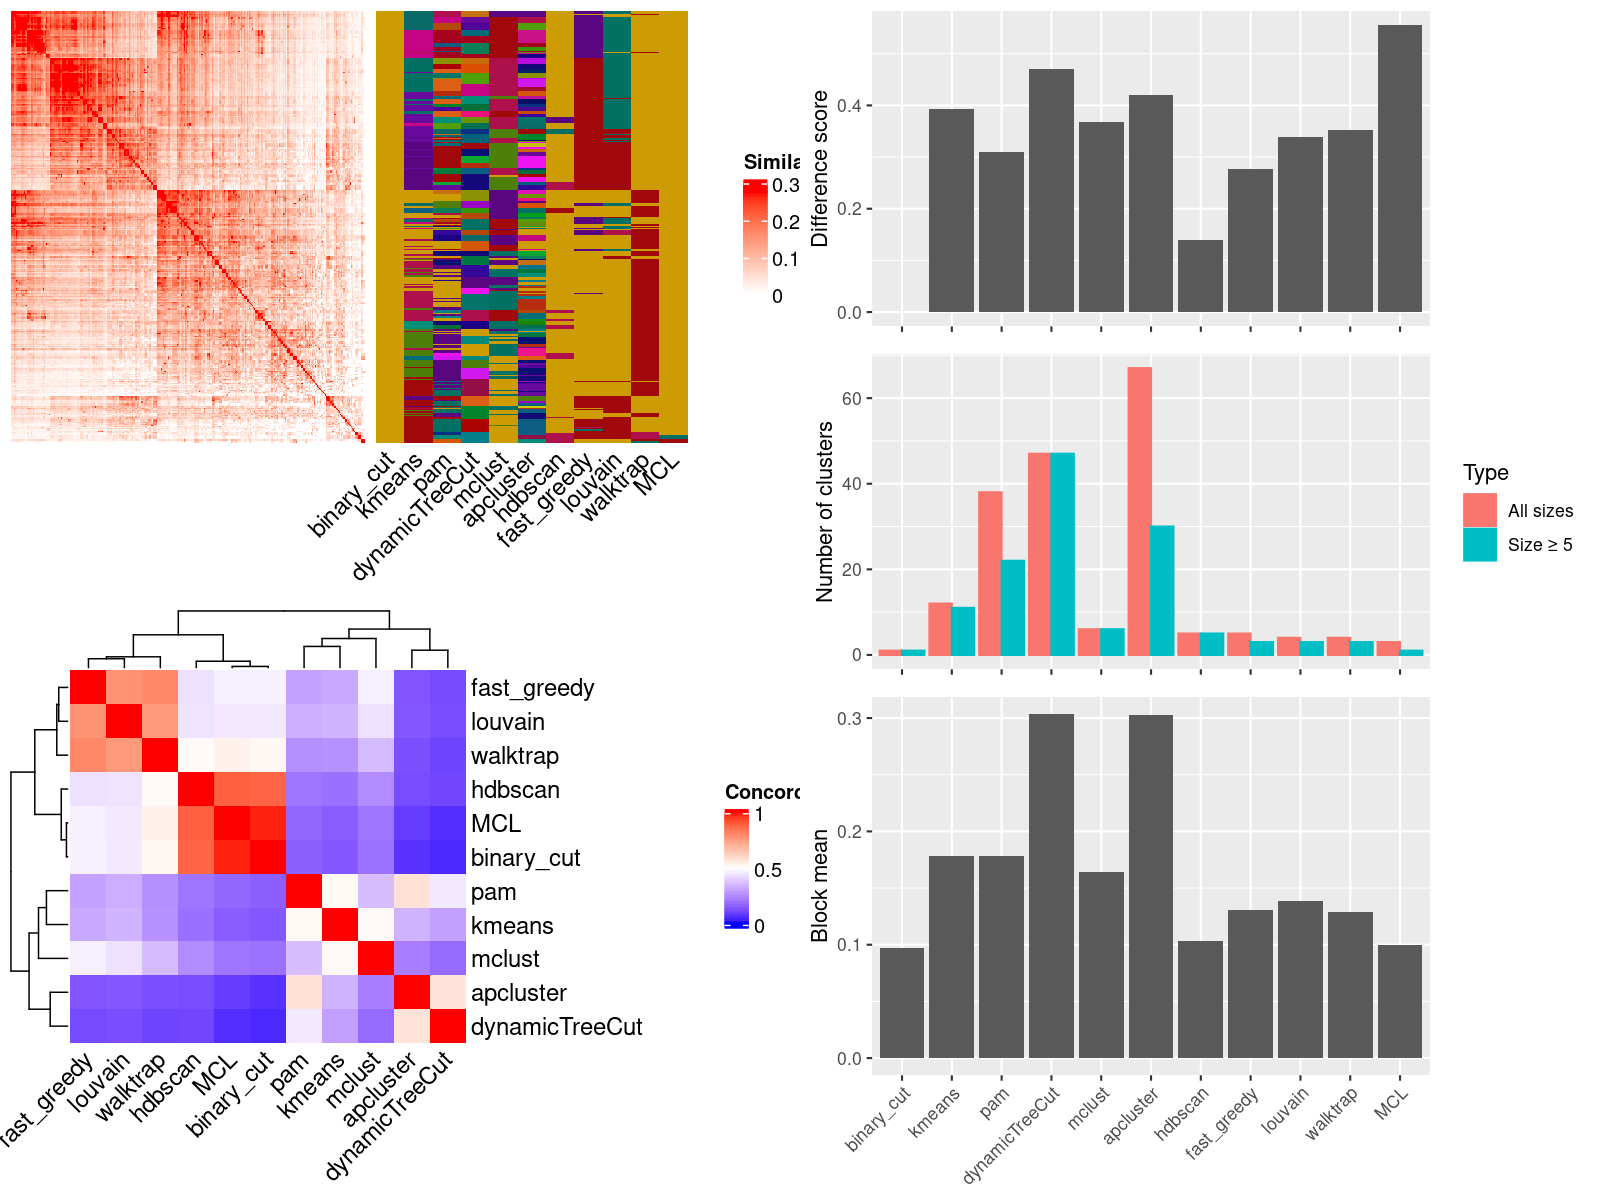 Simila
0.3
0.2
0.1
0
binary_cut
kmeans
pam
dynamicTreeCut
mclust
apcluster
hdbscan
fast_greedy
louvain
walktrap
MCL
fast_greedy
louvain
walktrap
hdbscan
MCL
binary_cut
pam
kmeans
mclust
apcluster
dynamicTreeCut
Concord
1
0.5
0
fast_greedy
louvain
walktrap
hdbscan
MCL
binary_cut
pam
kmeans
mclust
apcluster
dynamicTreeCut
Difference score
0.4
0.2
0.0
Number of clusters
60
40
20
0
Type
All sizes
Size ≥ 5
Block mean
0.3
0.2
0.1
0.0
binary_cut
kmeans
pam
dynamicTreeCut
mclust
apcluster
hdbscan
fast_greedy
louvain
walktrap
MCL